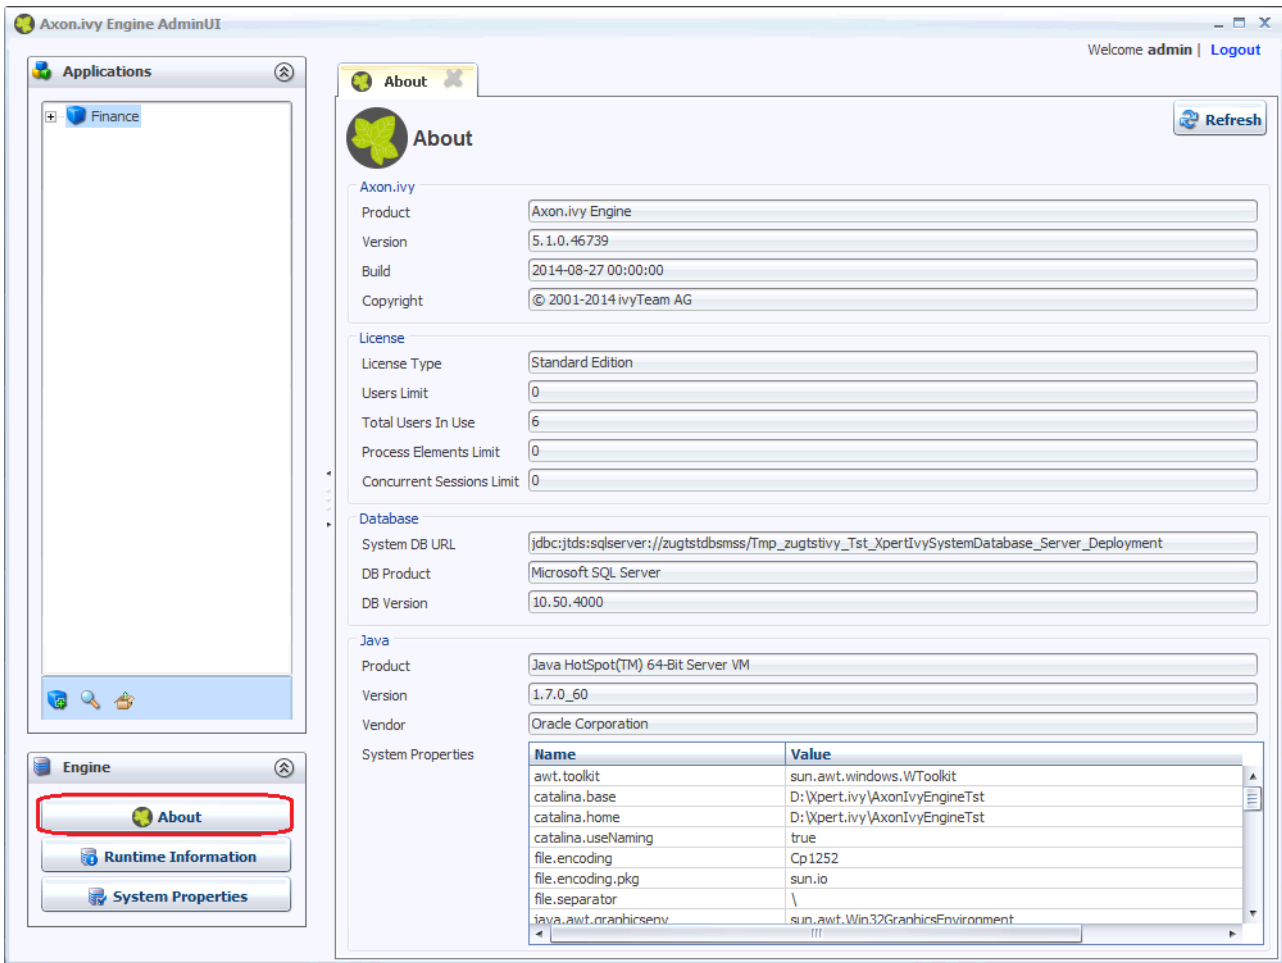 Axon.ivy Engine AdminUI
Welcome admin | Logout
Applications
Finance
Engine
About
Runtime Information
System Properties
About
About
Refresh
Axon.ivy
Product Axon.ivy Engine
Version 5.1.0.46739
Build 2014-08-27 00:00:00
Copyright © 2001-2014 ivyTeam AG
License
License Type Standard Edition
Users Limit 0
Total Users In Use 6
Process Elements Limit 0
Concurrent Sessions Limit 0
Database
System DB URL jdbc:jtds:sqlserver://zugtstdbsmss/Tmp_zugtstivy_Tst_XpertIvySystemDatabase_Server_Deployment
DB Product Microsoft SQL Server
DB Version 10.50.4000
Java
Product Java HotSpot(TM) 64-Bit Server VM
Version 1.7.0_60
Vendor Oracle Corporation
System Properties
Name Value
awt.toolkit sun.awt.windows.WToolkit
catalina.base D:\Xpert.ivy\AxonIvyEngineTst
catalina.home D:\Xpert.ivy\AxonIvyEngineTst
catalina.useNaming true
file.encoding Cp1252
file.encoding.pkg sun.io
file.separator \
java.awt.graphicsenv sun.awt.Win32GraphicsEnvironment